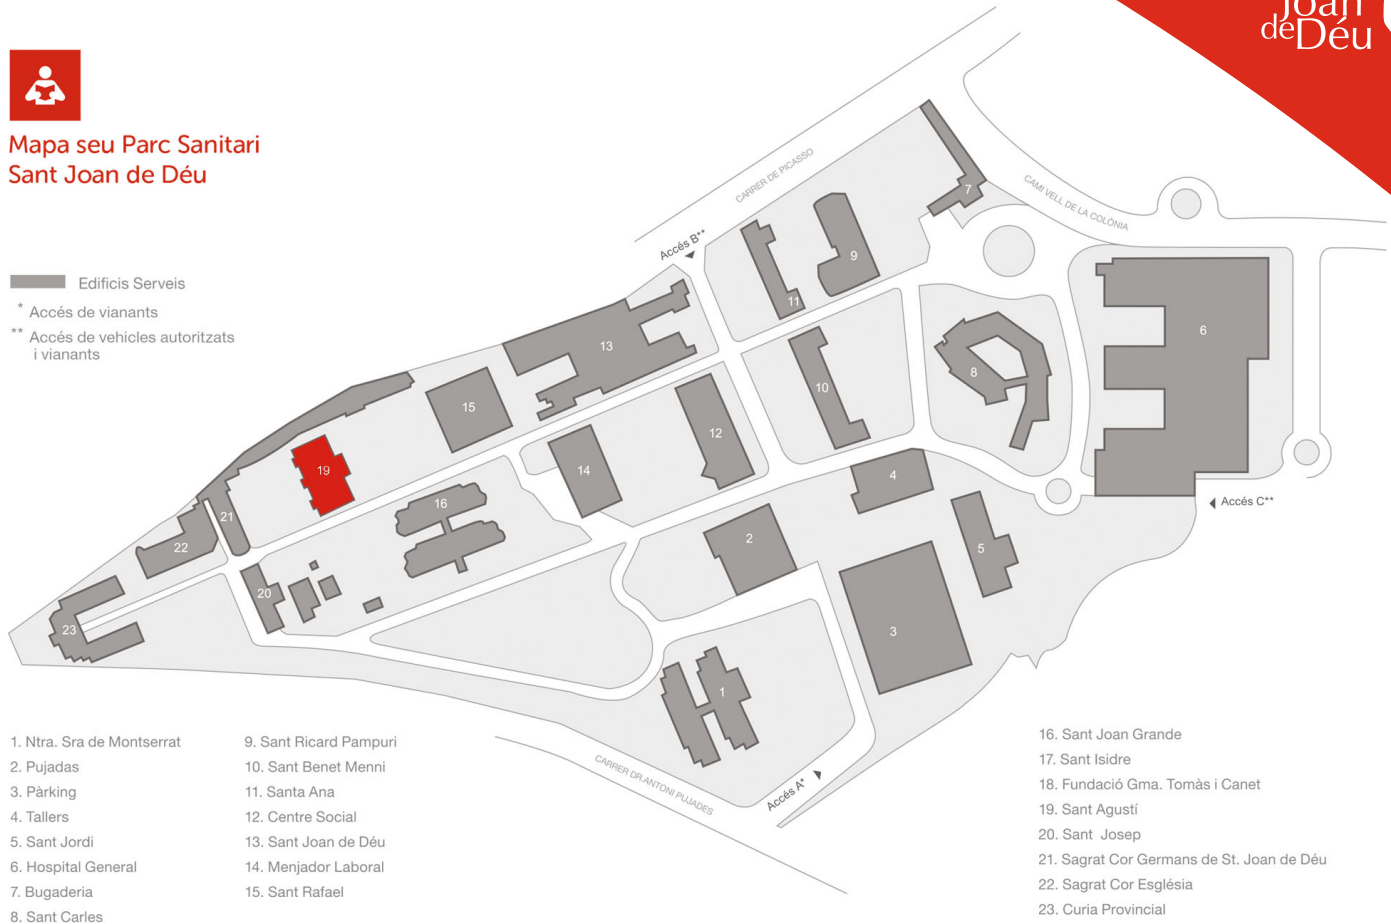 Joan
deDéu
Mapa seu Parc Sanitari
Sant Joan de Déu
Edificis Serveis
* Accés de vianants
** Accés de vehicles autoritzats
i vianants
CARRER DE PICASSO
CAMI VELL DE LA COLÒNIA
Accés B**
7
9
11
6
13
8
10
15
12
19
14
4
16
Accés C**
21
2
22
5
20
23
3
1
CARRER DR.ANTONI PUJADES
Accés A*
1. Ntra. Sra de Montserrat
2. Pujadas
3. Pàrking
4. Tallers
5. Sant Jordi
6. Hospital General
7. Bugaderia
8. Sant Carles
9. Sant Ricard Pampuri
10. Sant Benet Menni
11. Santa Ana
12. Centre Social
13. Sant Joan de Déu
14. Menjador Laboral
15. Sant Rafael
16. Sant Joan Grande
17. Sant Isidre
18. Fundació Gma. Tomàs i Canet
19. Sant Agustí
20. Sant Josep
21. Sagrat Cor Germans de St. Joan de Déu
22. Sagrat Cor Església
23. Curia Provincial